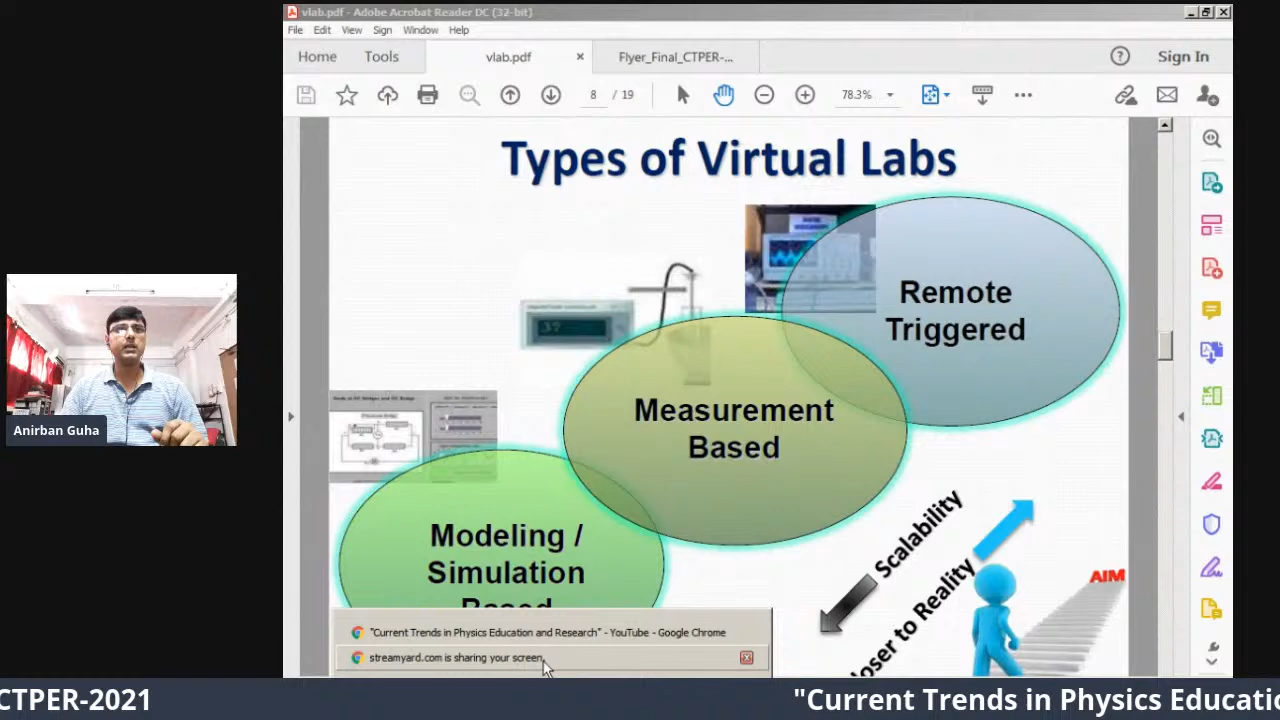 vlab.pdf - Adobe Acrobat Reader DC (32-bit)
File Edit View Sign Window Help
Home Tools vlab.pdf × Flyer_Final_CTPER-... Sign In
8 / 19 78.3%
Types of Virtual Labs
Remote
Triggered
37
Measurement
Based
Modeling /
Simulation
Based
Scalability
loser to Reality
AIM
Anirban Guha
"Current Trends in Physics Education and Research" - YouTube - Google Chrome
streamyard.com is sharing your screen.
CTPER-2021
"Current Trends in Physics Educatio